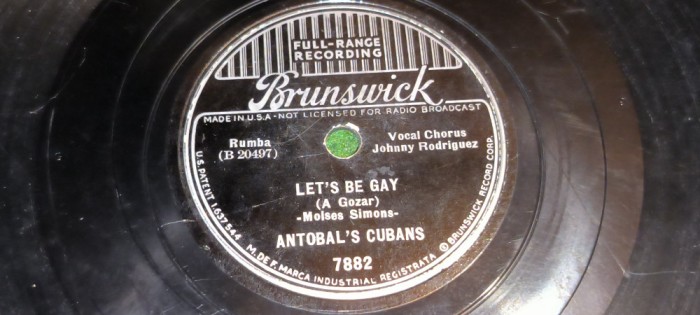 FULL-RANGE
RECORDING
Brunswick
MADE IN U.S.A - NOT LICENSED FOR RADIO BROADCAST
Rumba
(B 20497)
Vocal Chorus
Johnny Rodriguez
LET'S BE GAY
(A Gozar)
-Moises Simons-
ANTOBAL'S CUBANS
7882
U.S. PATENT 1,637,544
M. DE F. MARCA INDUSTRIAL REGISTRATA
© BRUNSWICK RECORD CORP.